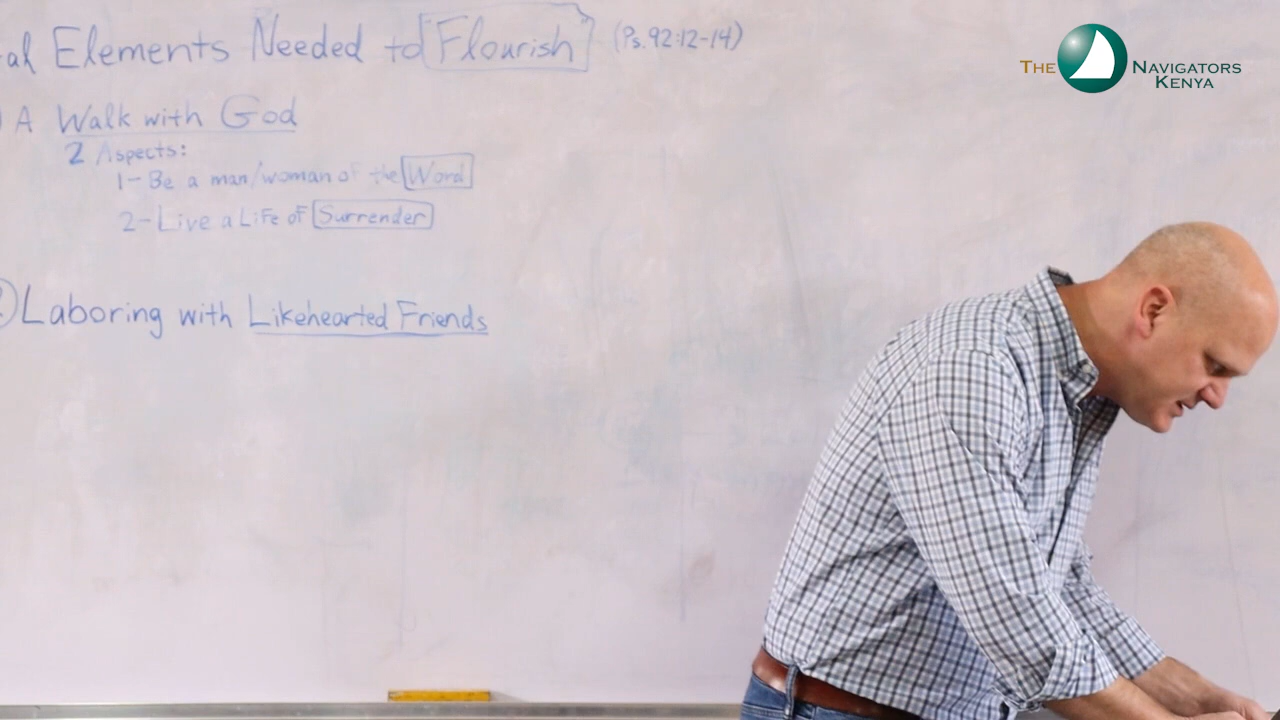 al Elements Needed to Flourish (Ps. 92:12-14)
A Walk with God
2 Aspects:
1- Be a man/woman of the Word
2- Live a Life of Surrender
Laboring with Likehearted Friends
THE NAVIGATORS
KENYA